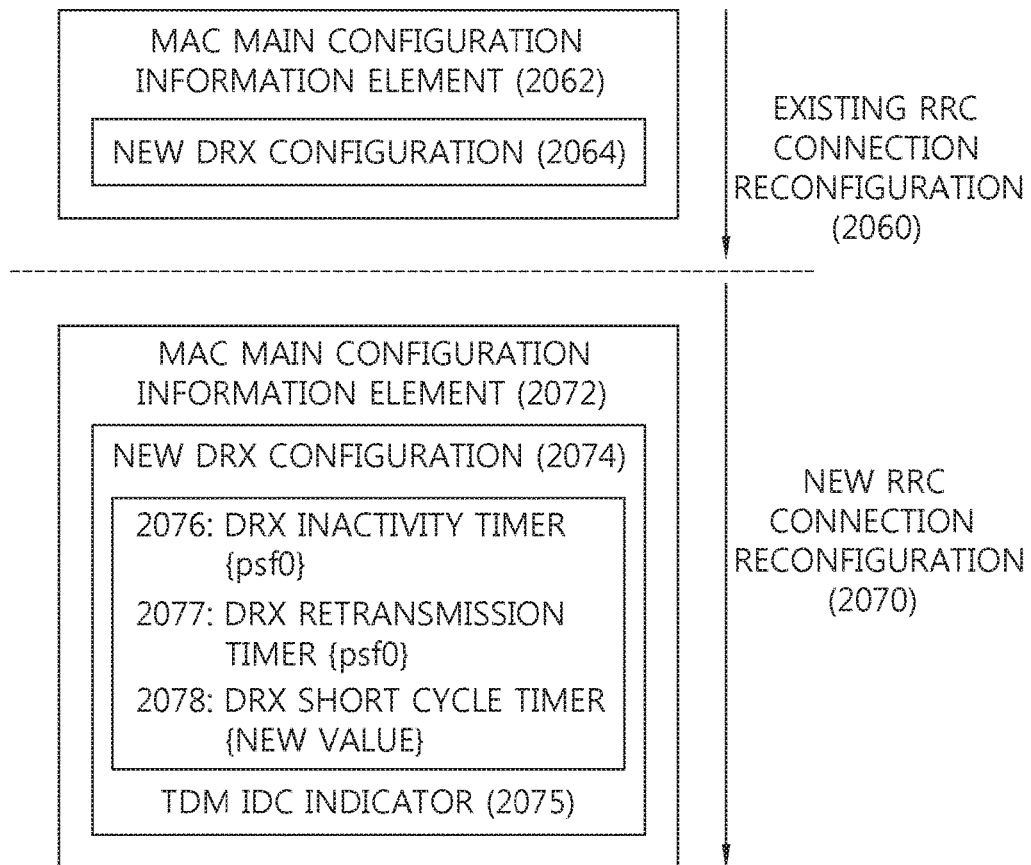 MAC MAIN CONFIGURATION
INFORMATION ELEMENT (2062)
NEW DRX CONFIGURATION (2064)
EXISTING RRC
CONNECTION
RECONFIGURATION
(2060)
MAC MAIN CONFIGURATION
INFORMATION ELEMENT (2072)
NEW DRX CONFIGURATION (2074)
2076: DRX INACTIVITY TIMER
{psf0}
2077: DRX RETRANSMISSION
TIMER {psf0}
2078: DRX SHORT CYCLE TIMER
{NEW VALUE}
TDM IDC INDICATOR (2075)
NEW RRC
CONNECTION
RECONFIGURATION
(2070)